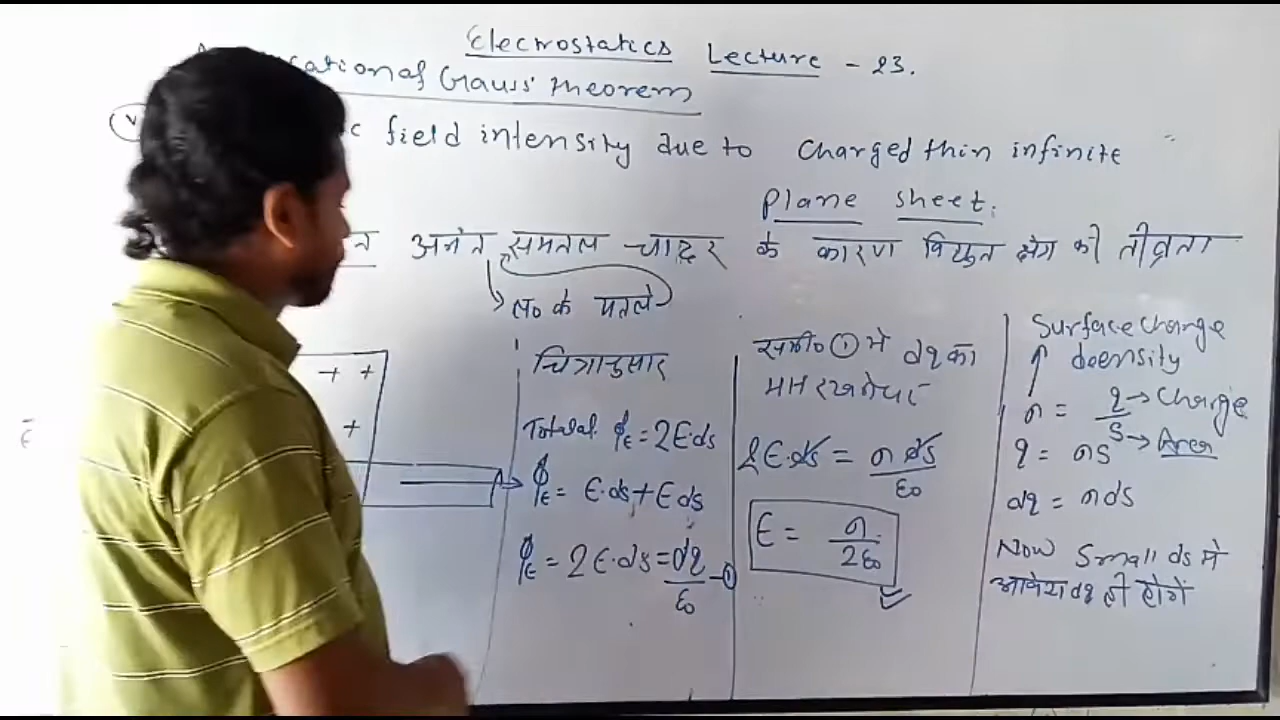 Electrostatics Lecture - 23.
cation of Gauss' theorem
c field intensity due to charged thin infinite
plane sheet.
अनंत समतल चादर के कारण विद्युत क्षेत्र की तीव्रता
ल० के पतले
+ +
+
चित्रानुसार
Total ϕE = 2E·ds
ϕE = E·ds + E ds
ϕE = 2E·ds = dq/ε0 - ①
समी० ① मे dq का
मान रखने पर
2E·ds = σ ds/ε0
E = σ/2ε0
Surface charge
deensity
σ = q/S → Charge
→ Area
q = σS
dq = σds
Now Small ds मे
आवेश dq ही होगें